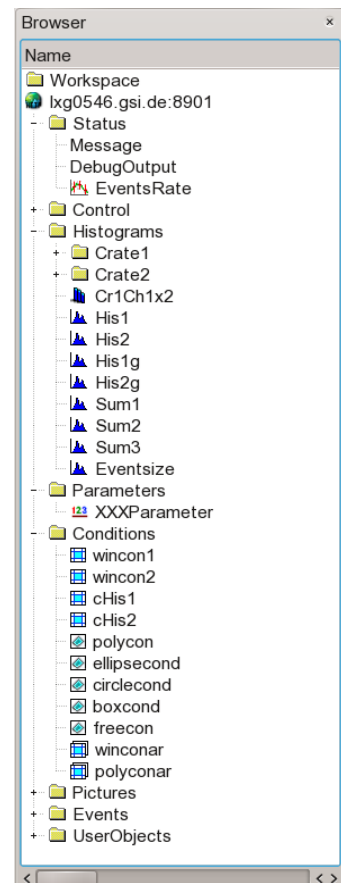 Browser ×
Name
Workspace
lxg0546.gsi.de:8901
Status
Message
DebugOutput
EventsRate
Control
Histograms
Crate1
Crate2
Cr1Ch1x2
His1
His2
His1g
His2g
Sum1
Sum2
Sum3
Eventsize
Parameters
123 XXXParameter
Conditions
wincon1
wincon2
cHis1
cHis2
polycon
ellipsecond
circlecond
boxcond
freecon
winconar
polyconar
Pictures
Events
UserObjects